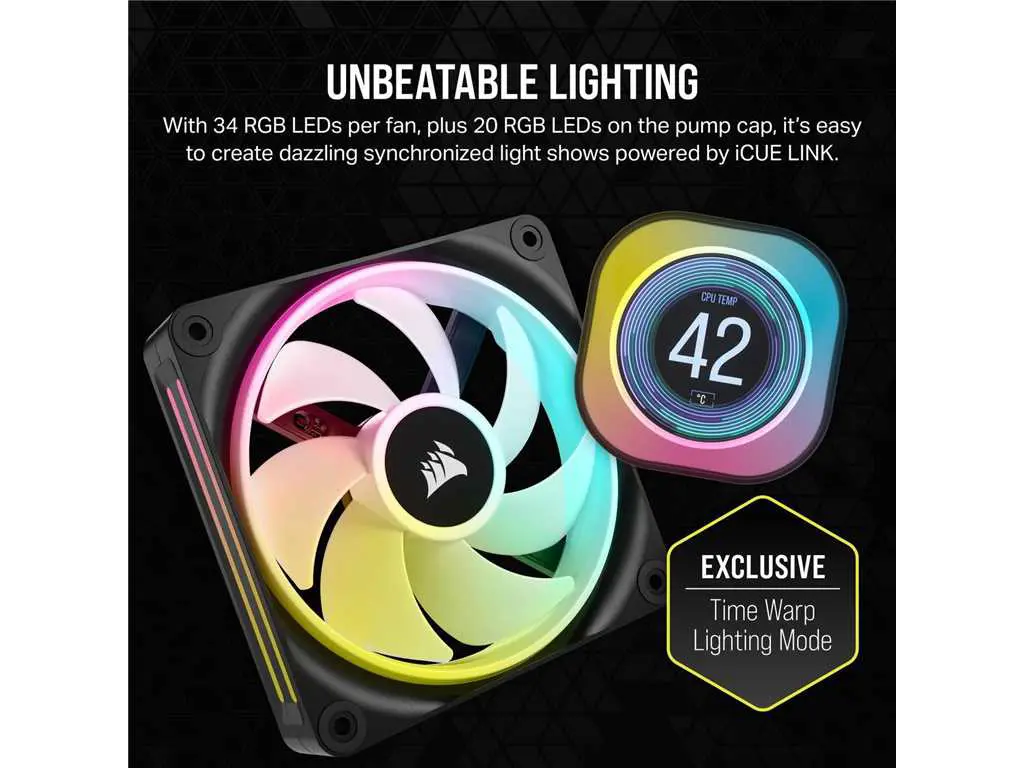 UNBEATABLE LIGHTING
With 34 RGB LEDs per fan, plus 20 RGB LEDs on the pump cap, it's easy
to create dazzling synchronized light shows powered by iCUE LINK.
CPU TEMP
42
°C
EXCLUSIVE
Time Warp
Lighting Mode